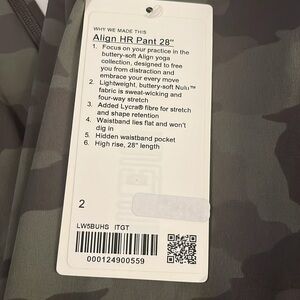 WHY WE MADE THIS
Align HR Pant 28"
1. Focus on your practice in the
buttery-soft Align yoga
collection, designed to free
you from distraction and
embrace your every move
2. Lightweight, buttery-soft Nulu™
fabric is sweat-wicking and
four-way stretch
3. Added Lycra® fibre for stretch
and shape retention
4. Waistband lies flat and won't
dig in
5. Hidden waistband pocket
6. High rise, 28" length
2
LW5BUHS ITGT
000124900559